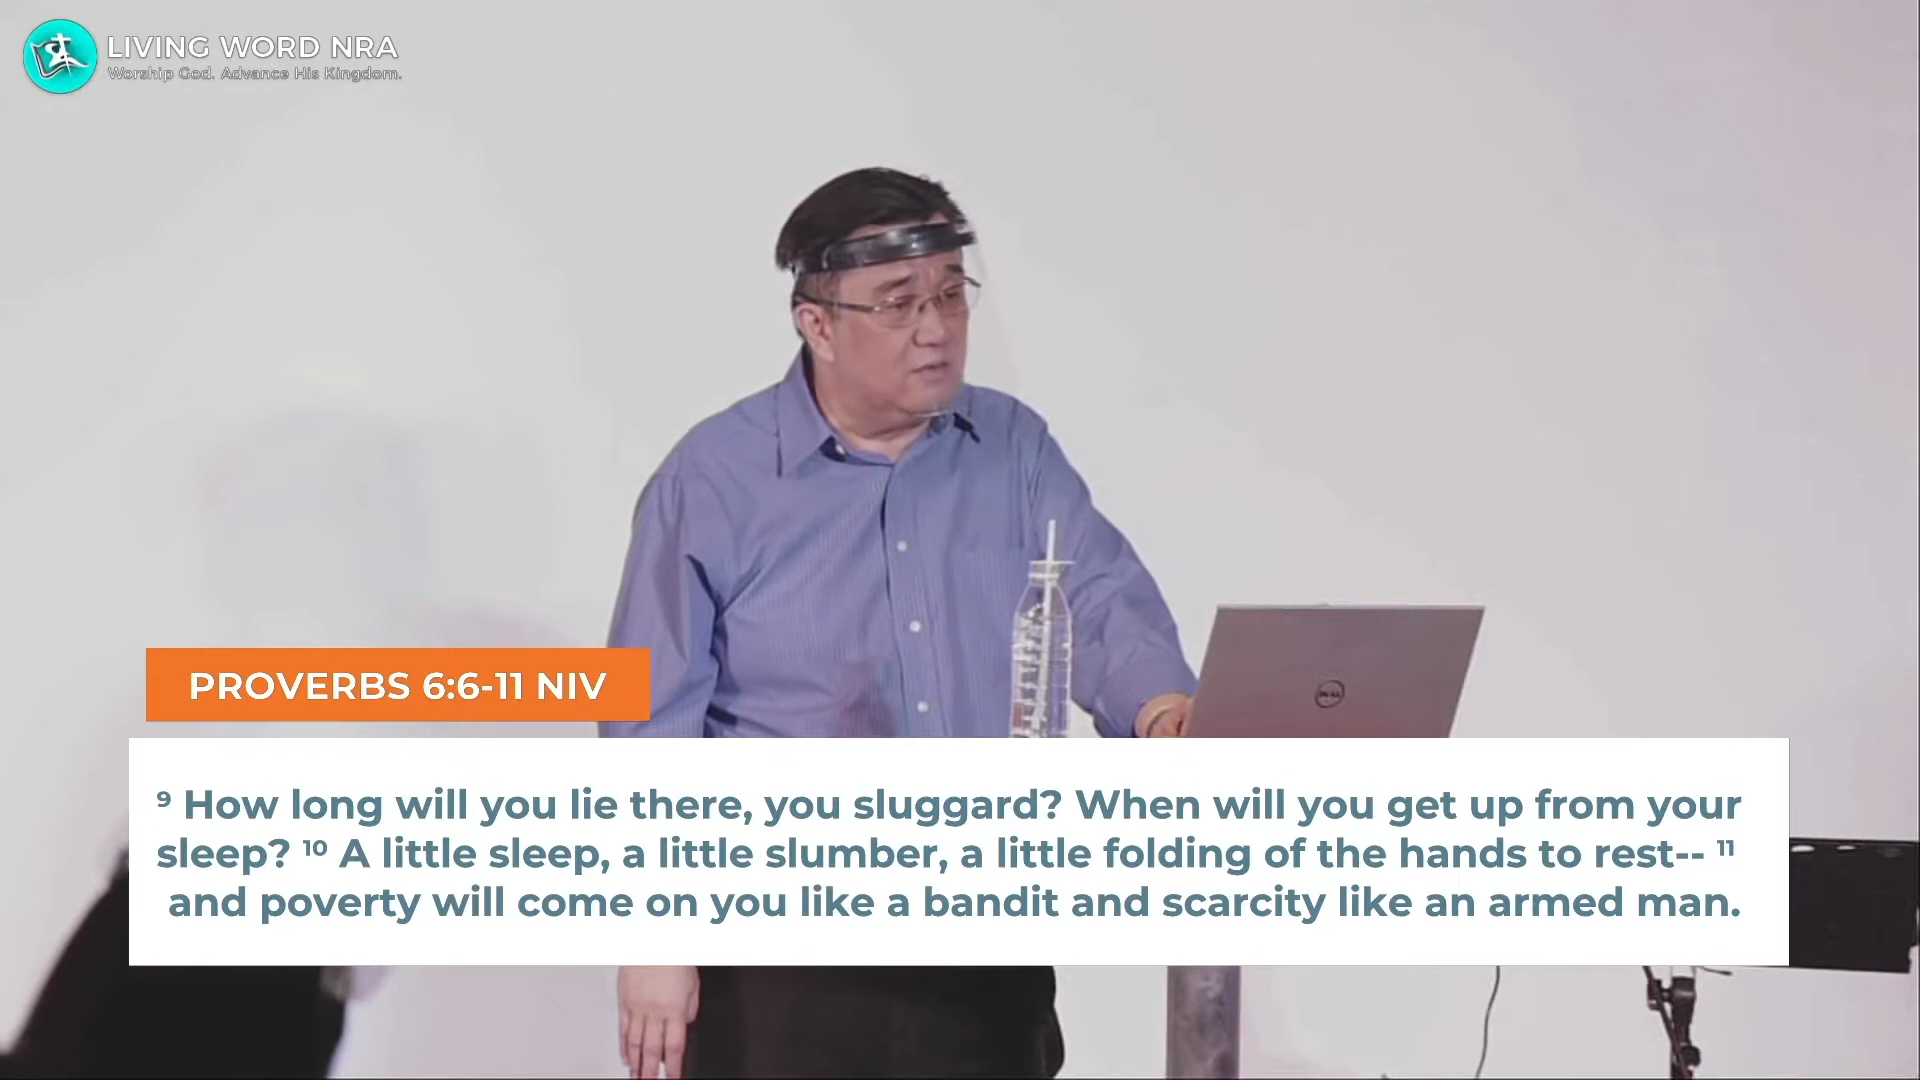 LIVING WORD NRA
Worship God. Advance His Kingdom.
PROVERBS 6:6-11 NIV
⁹ How long will you lie there, you sluggard? When will you get up from your
sleep? ¹⁰ A little sleep, a little slumber, a little folding of the hands to rest-- ¹¹
and poverty will come on you like a bandit and scarcity like an armed man.
DELL